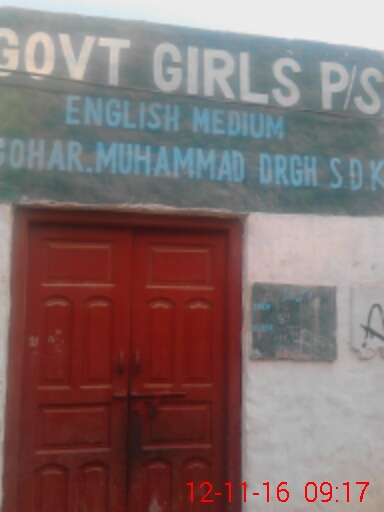 GOVT GIRLS P/S
ENGLISH MEDIUM
GOHAR.MUHAMMAD DRGH S.D.K
12-11-16 09:17